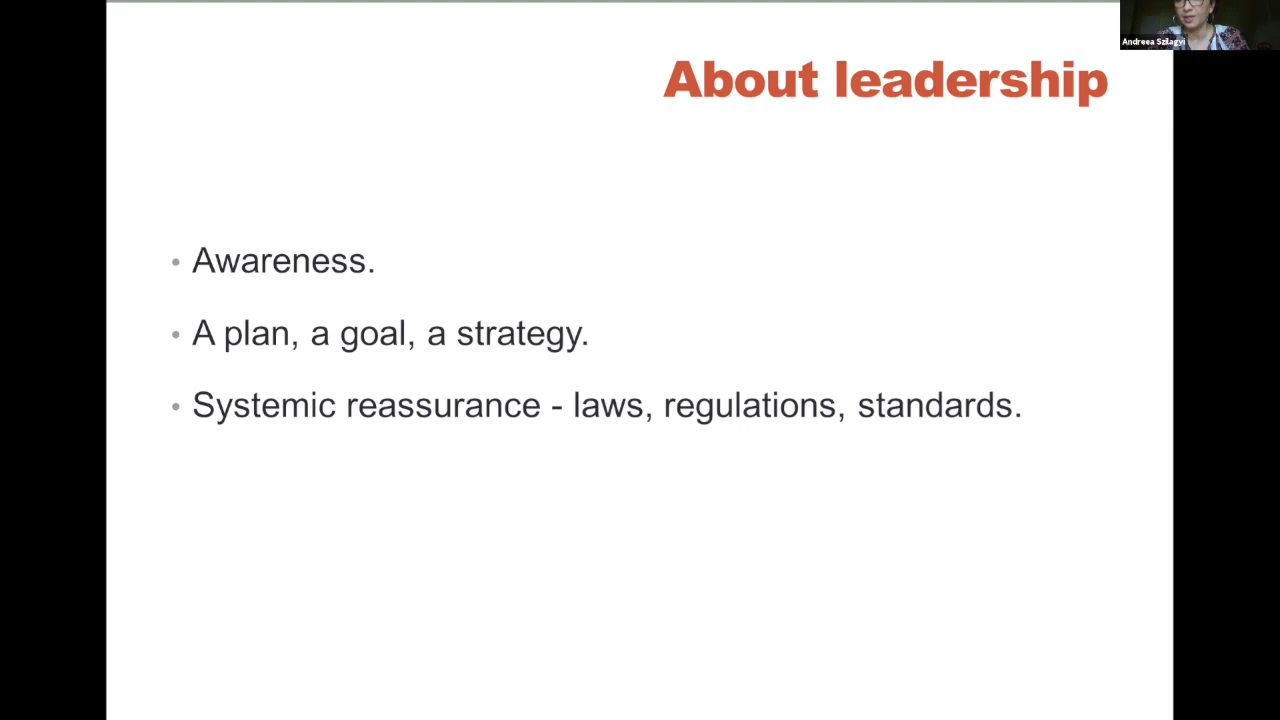 Andreea Szilagyi
About leadership
• Awareness.
• A plan, a goal, a strategy.
• Systemic reassurance - laws, regulations, standards.